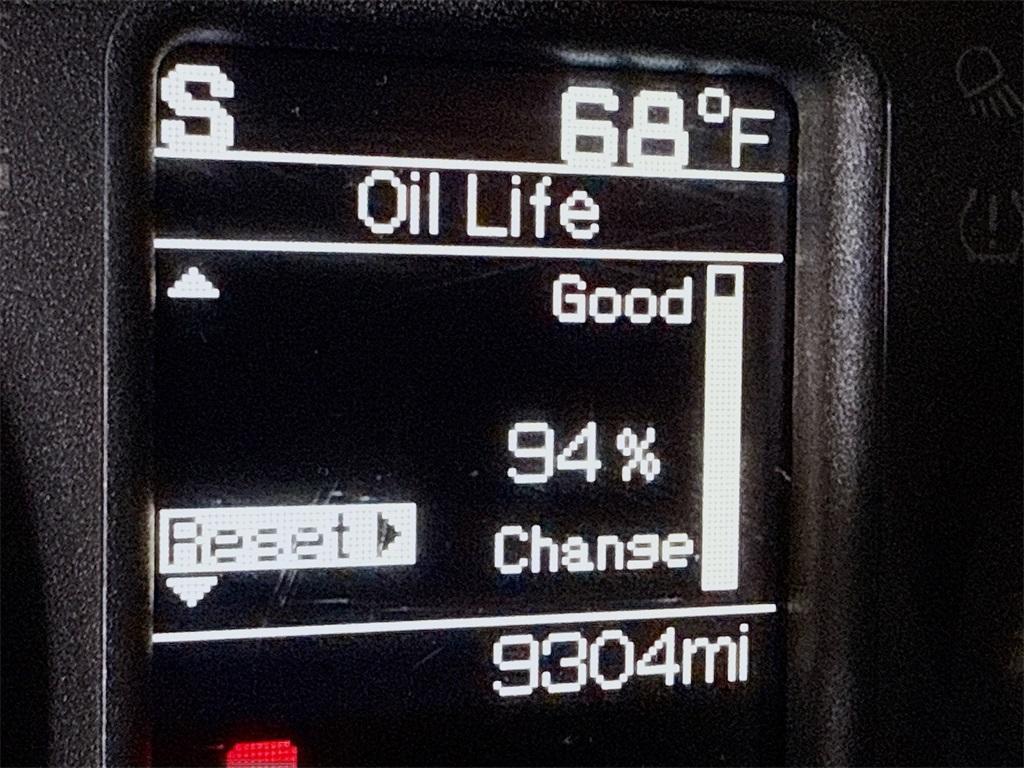 S 68°F
Oil Life
Good
94%
Reset
Change
9304mi